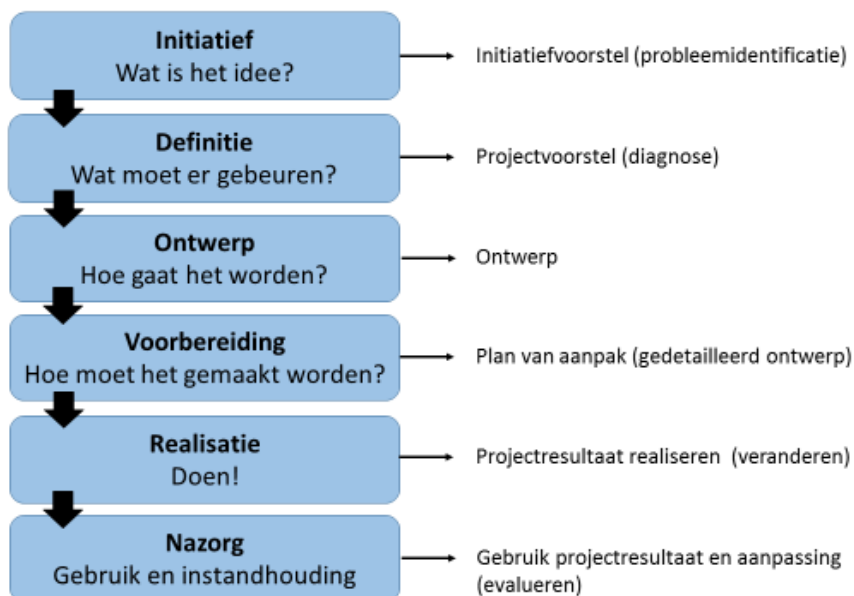 Initiatief
Wat is het idee?
Initiatiefvoorstel (probleemidentificatie)
Definitie
Wat moet er gebeuren?
Projectvoorstel (diagnose)
Ontwerp
Hoe gaat het worden?
Ontwerp
Voorbereiding
Hoe moet het gemaakt worden?
Plan van aanpak (gedetailleerd ontwerp)
Realisatie
Doen!
Projectresultaat realiseren (veranderen)
Nazorg
Gebruik en instandhouding
Gebruik projectresultaat en aanpassing
(evalueren)